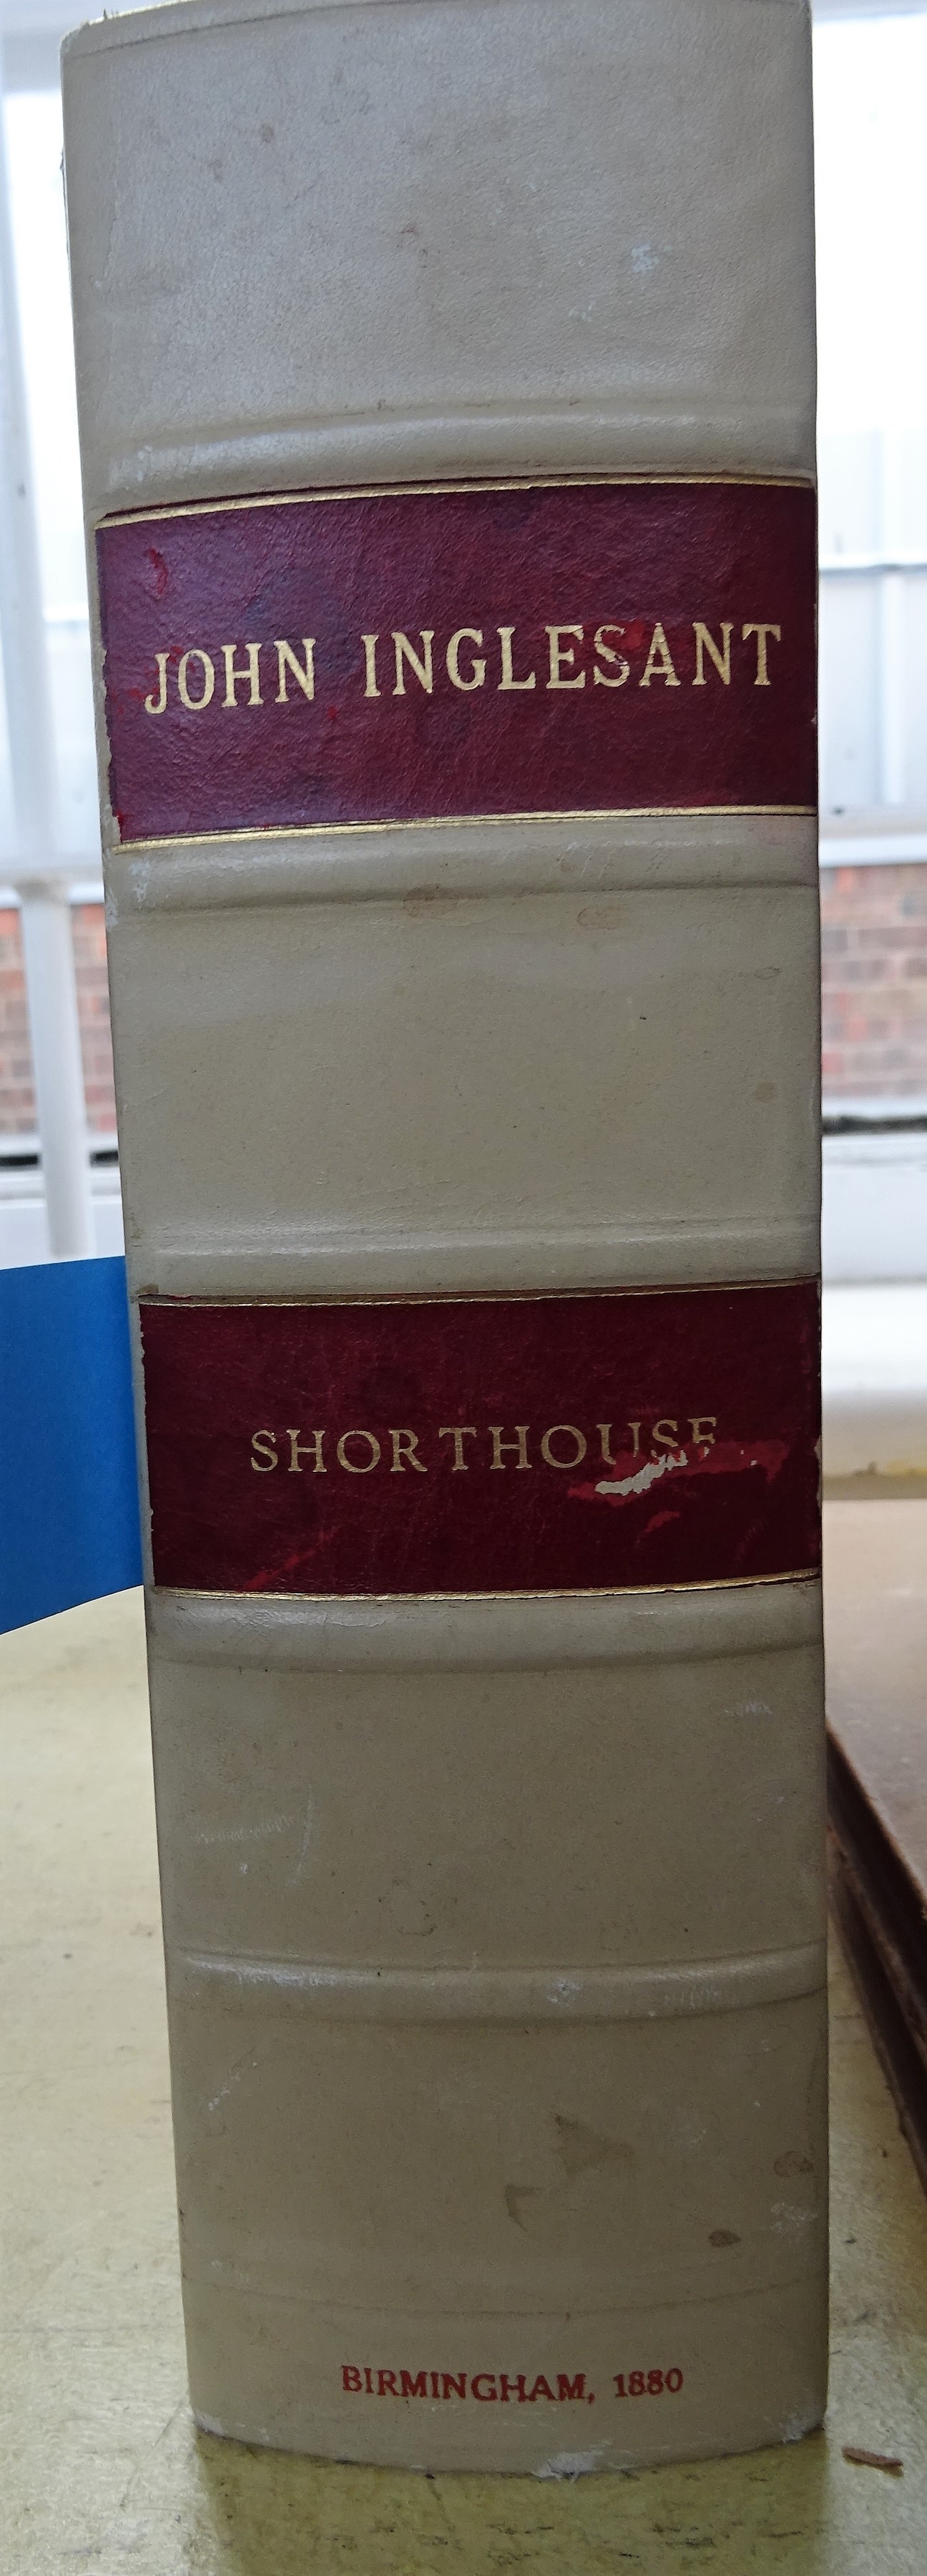 JOHN INGLESANT
SHORTHOUSE
BIRMINGHAM, 1880